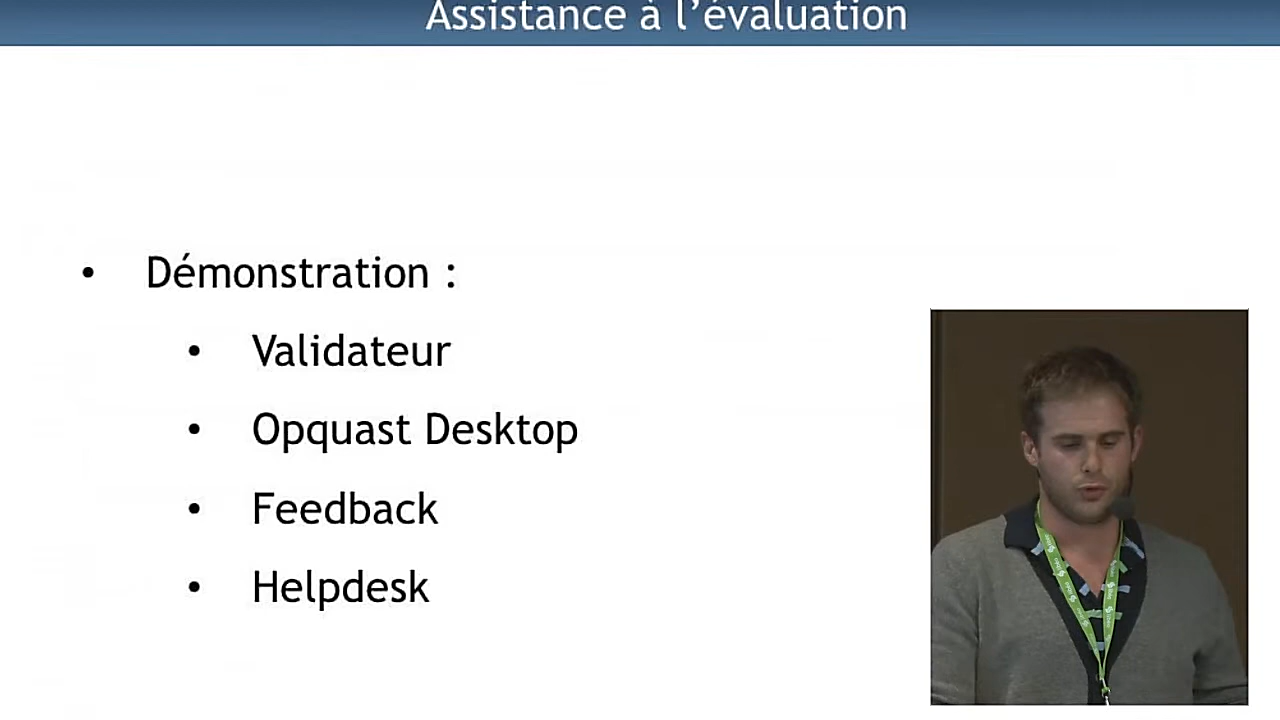 Assistance à l’évaluation
• Démonstration :
• Validateur
• Opquast Desktop
• Feedback
• Helpdesk